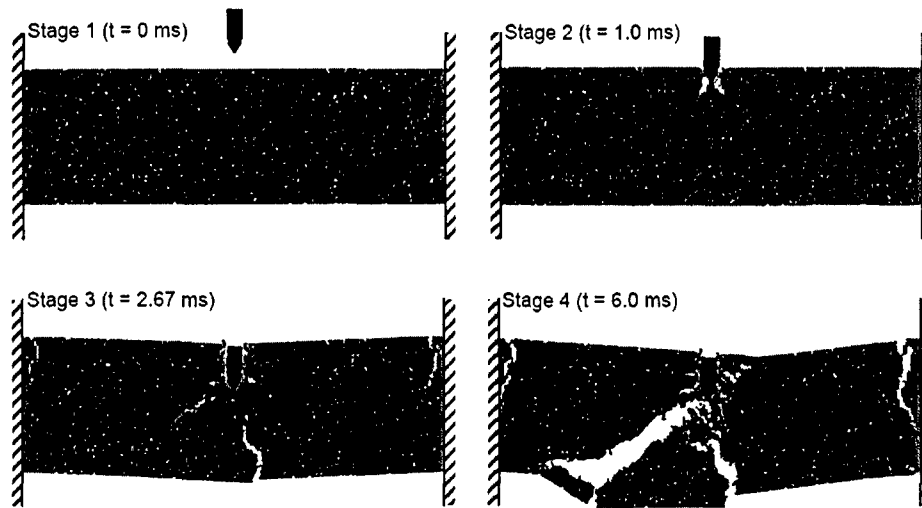 Stage 1 (t = 0 ms)
Stage 2 (t = 1.0 ms)
Stage 3 (t = 2.67 ms)
Stage 4 (t = 6.0 ms)